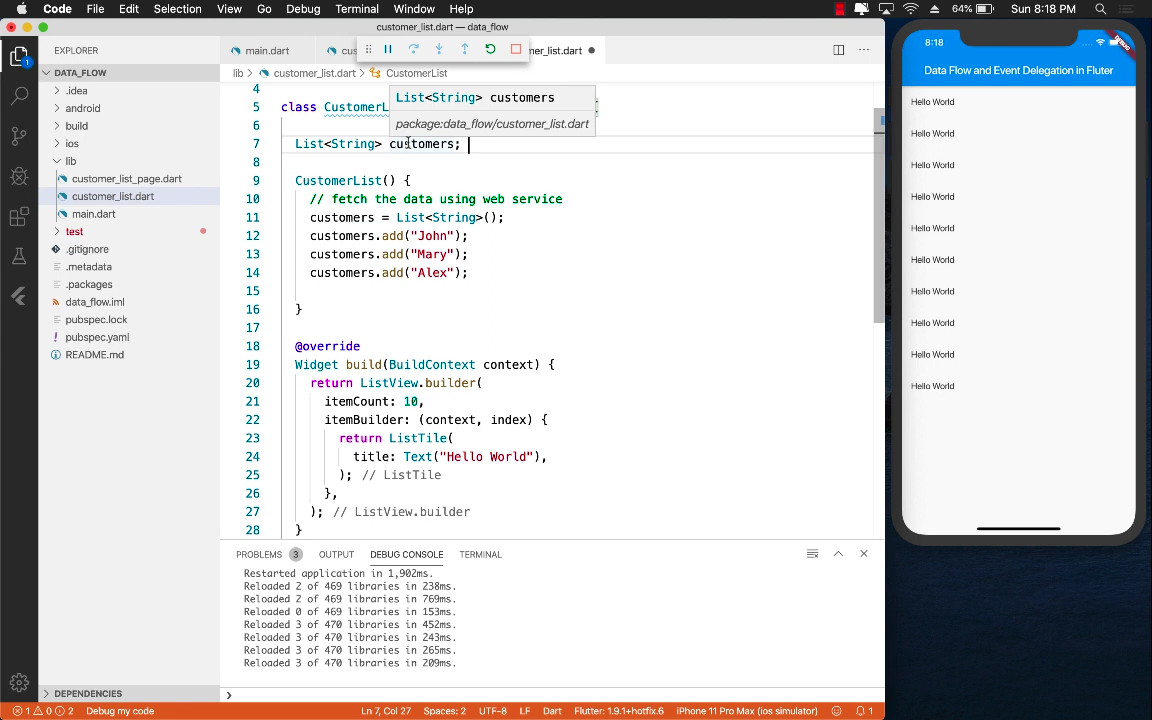 Code File Edit Selection View Go Debug Terminal Window Help
64% Sun 8:18 PM
customer_list.dart — data_flow
EXPLORER
main.dart
cus
ner_list.dart
DATA_FLOW
.idea
android
build
ios
lib
customer_list_page.dart
customer_list.dart
main.dart
test
.gitignore
.metadata
.packages
data_flow.iml
pubspec.lock
pubspec.yaml
README.md
DEPENDENCIES
lib > customer_list.dart > CustomerList
List<String> customers
package:data_flow/customer_list.dart
4
5 class CustomerL
6
7 List<String> customers;
8
9 CustomerList() {
10 // fetch the data using web service
11 customers = List<String>();
12 customers.add("John");
13 customers.add("Mary");
14 customers.add("Alex");
15
16 }
17
18 @override
19 Widget build(BuildContext context) {
20 return ListView.builder(
21 itemCount: 10,
22 itemBuilder: (context, index) {
23 return ListTile(
24 title: Text("Hello World"),
25 ); // ListTile
26 },
27 ); // ListView.builder
28 }
PROBLEMS 3 OUTPUT DEBUG CONSOLE TERMINAL
Restarted application in 1,902ms.
Reloaded 2 of 469 libraries in 238ms.
Reloaded 2 of 469 libraries in 769ms.
Reloaded 0 of 469 libraries in 153ms.
Reloaded 3 of 470 libraries in 452ms.
Reloaded 3 of 470 libraries in 243ms.
Reloaded 3 of 470 libraries in 265ms.
Reloaded 3 of 470 libraries in 209ms.
1 0 2 Debug my code Ln 7, Col 27 Spaces: 2 UTF-8 LF Dart Flutter: 1.9.1+hotfix.6 iPhone 11 Pro Max (ios simulator) 1
8:18
DEBUG
Data Flow and Event Delegation in Fluter
Hello World
Hello World
Hello World
Hello World
Hello World
Hello World
Hello World
Hello World
Hello World
Hello World